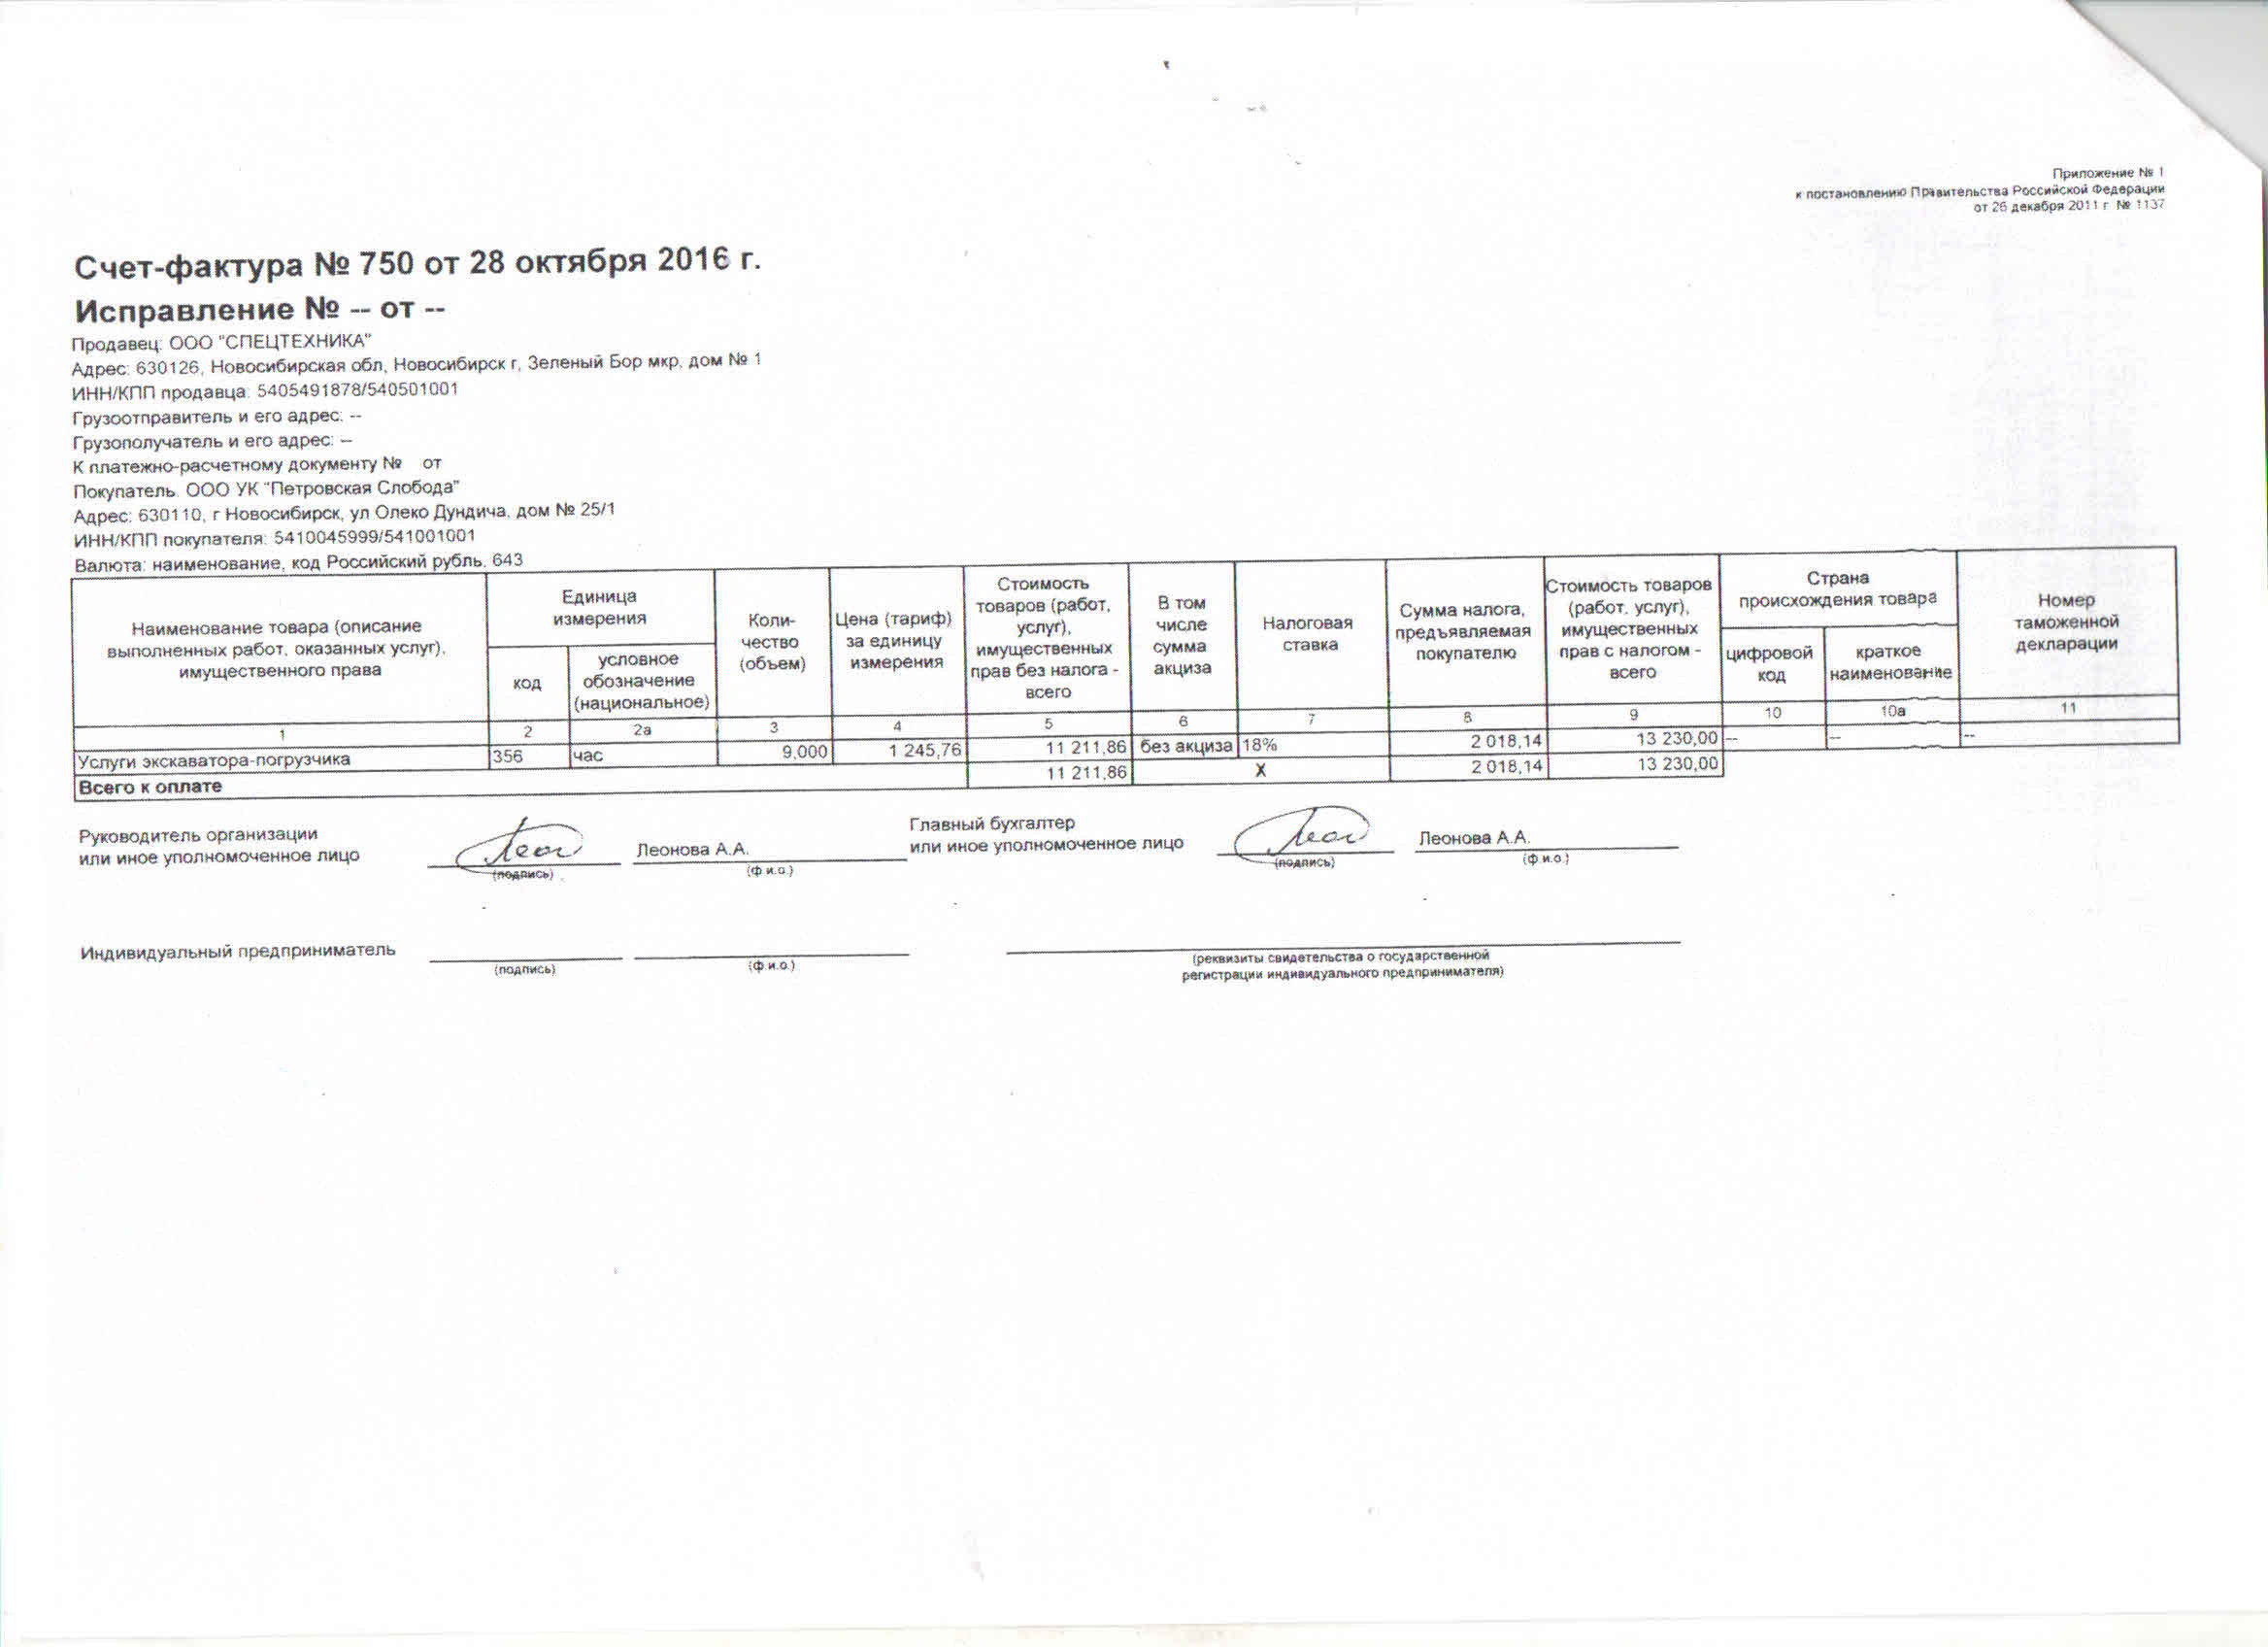 Приложение № 1
к постановлению Правительства Российской Федерации
от 26 декабря 2011 г № 1137
Счет-фактура № 750 от 28 октября 2016 г.
Исправление № -- от --
Продавец: ООО "СПЕЦТЕХНИКА"
Адрес: 630126, Новосибирская обл, Новосибирск г, Зеленый Бор мкр, дом № 1
ИНН/КПП продавца: 5405491878/540501001
Грузоотправитель и его адрес: --
Грузополучатель и его адрес: --
К платежно-расчетному документу № от
Покупатель: ООО УК "Петровская Слобода"
Адрес: 630110, г Новосибирск, ул Олеко Дундича, дом № 25/1
ИНН/КПП покупателя: 5410045999/541001001
Валюта: наименование, код Российский рубль, 643
Наименование товара (описание
выполненных работ, оказанных услуг),
имущественного права
Единица
измерения
код
условное
обозначение
(национальное)
Коли-
чество
(объем)
Цена (тариф)
за единицу
измерения
Стоимость
товаров (работ,
услуг),
имущественных
прав без налога -
всего
В том
числе
сумма
акциза
Налоговая
ставка
Сумма налога,
предъявляемая
покупателю
Стоимость товаров
(работ, услуг),
имущественных
прав с налогом -
всего
Страна
происхождения товара
цифровой
код
краткое
наименование
Номер
таможенной
декларации
1 2 2а 3 4 5 6 7 8 9 10 10а 11
Услуги экскаватора-погрузчика 356 час 9,000 1 245,76 11 211,86 без акциза 18% 2 018,14 13 230,00 -- -- --
Всего к оплате 11 211,86 X 2 018,14 13 230,00
Руководитель организации
или иное уполномоченное лицо
Леонова А.А.
(подпись) (ф.и.о.)
Главный бухгалтер
или иное уполномоченное лицо
Леонова А.А.
(подпись) (ф.и.о.)
Индивидуальный предприниматель
(подпись) (ф.и.о.)
(реквизиты свидетельства о государственной
регистрации индивидуального предпринимателя)